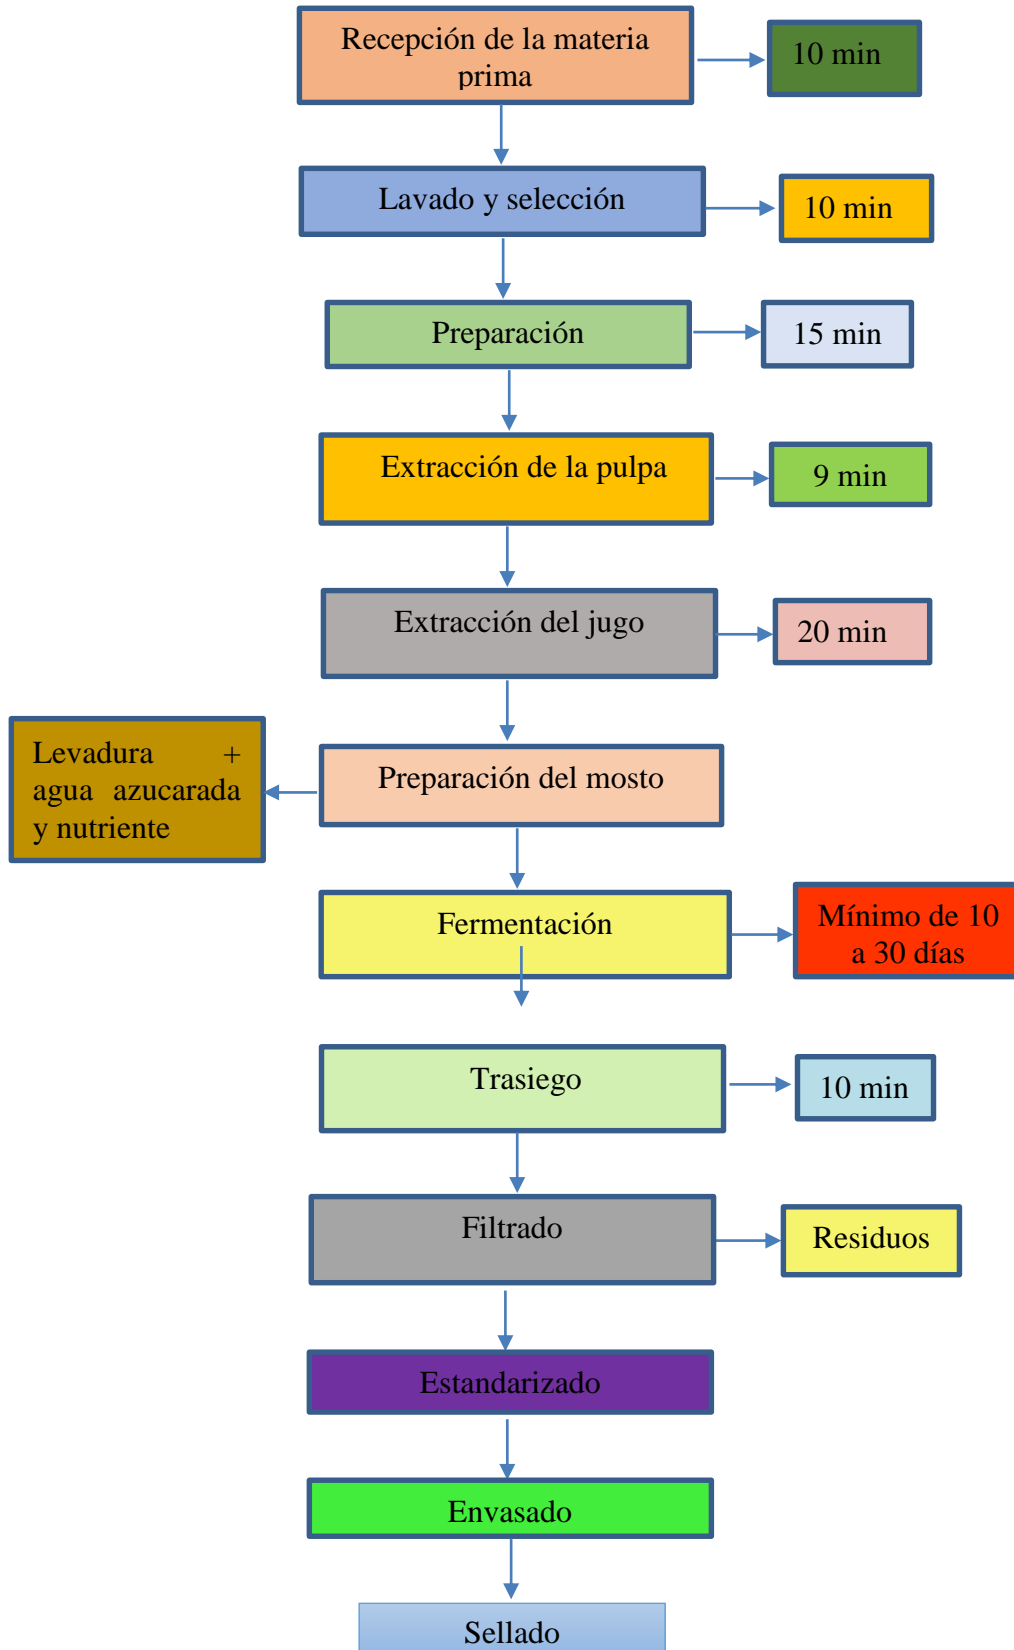 Recepción de la materia
prima
10 min
Lavado y selección
10 min
Preparación
15 min
Extracción de la pulpa
9 min
Extracción del jugo
20 min
Levadura +
agua azucarada
y nutriente
Preparación del mosto
Fermentación
Mínimo de 10
a 30 días
Trasiego
10 min
Filtrado
Residuos
Estandarizado
Envasado
Sellado